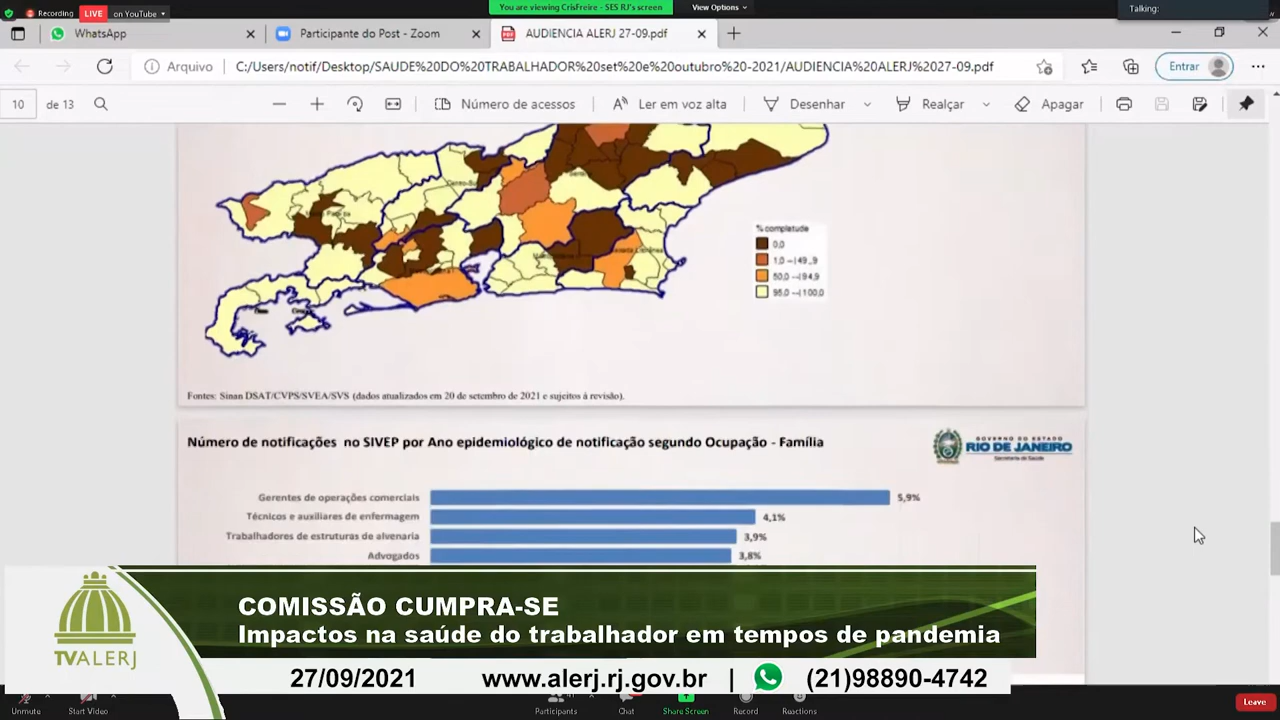 Recording
LIVE on YouTube
You are viewing CrisFreire - SES RJ's screen
View Options
Talking:
WhatsApp
Participante do Post - Zoom
AUDIENCIA ALERJ 27-09.pdf
Arquivo
C:/Users/notif/Desktop/SAUDE%20DO%20TRABALHADOR%20set%20e%20outubro%20-2021/AUDIENCIA%20ALERJ%2027-09.pdf
Entrar
10 de 13
Número de acessos
Ler em voz alta
Desenhar
Realçar
Apagar
% completude
0,0
1,0 --|49,9
50,0 --|94,9
95,0 --|100,0
Fontes: Sinan DSAT/CVPS/SVEA/SVS (dados atualizados em 20 de setembro de 2021 e sujeitos à revisão).
Número de notificações no SIVEP por Ano epidemiológico de notificação segundo Ocupação - Família
GOVERNO DO ESTADO
RIO DE JANEIRO
Secretaria de Saúde
Gerentes de operações comerciais 5,9%
Técnicos e auxiliares de enfermagem 4,1%
Trabalhadores de estruturas de alvenaria 3,9%
Advogados 3,8%
COMISSÃO CUMPRA-SE
Impactos na saúde do trabalhador em tempos de pandemia
TVALERJ
27/09/2021 www.alerj.rj.gov.br | (21)98890-4742
Unmute
Start Video
Participants
Chat
Share Screen
Record
Reactions
Leave